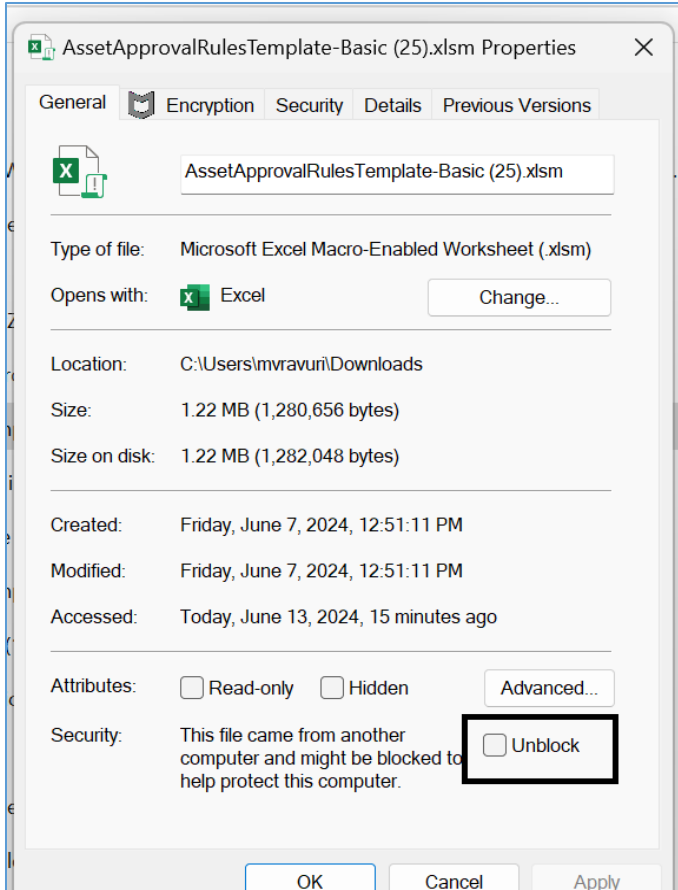 AssetApprovalRulesTemplate-Basic (25).xlsm Properties
General Encryption Security Details Previous Versions
AssetApprovalRulesTemplate-Basic (25).xlsm
Type of file: Microsoft Excel Macro-Enabled Worksheet (.xlsm)
Opens with: Excel Change...
Location: C:\Users\mvravuri\Downloads
Size: 1.22 MB (1,280,656 bytes)
Size on disk: 1.22 MB (1,282,048 bytes)
Created: Friday, June 7, 2024, 12:51:11 PM
Modified: Friday, June 7, 2024, 12:51:11 PM
Accessed: Today, June 13, 2024, 15 minutes ago
Attributes: Read-only Hidden Advanced...
Security: This file came from another
computer and might be blocked to Unblock
help protect this computer.
OK Cancel Apply